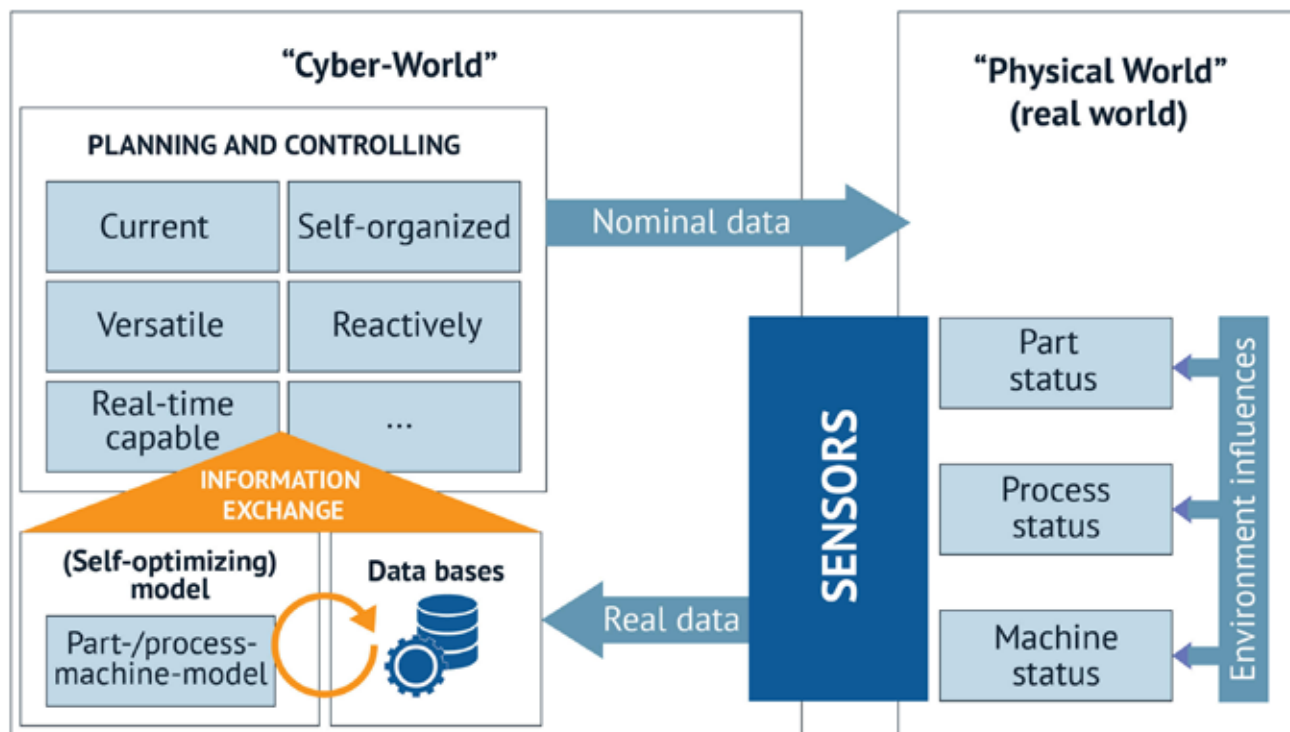 “Cyber-World”
PLANNING AND CONTROLLING
Current
Self-organized
Versatile
Reactively
Real-time
capable
...
INFORMATION
EXCHANGE
(Self-optimizing)
model
Part-/process-
machine-model
Data bases
Nominal data
Real data
SENSORS
“Physical World”
(real world)
Part
status
Process
status
Machine
status
Environment influences